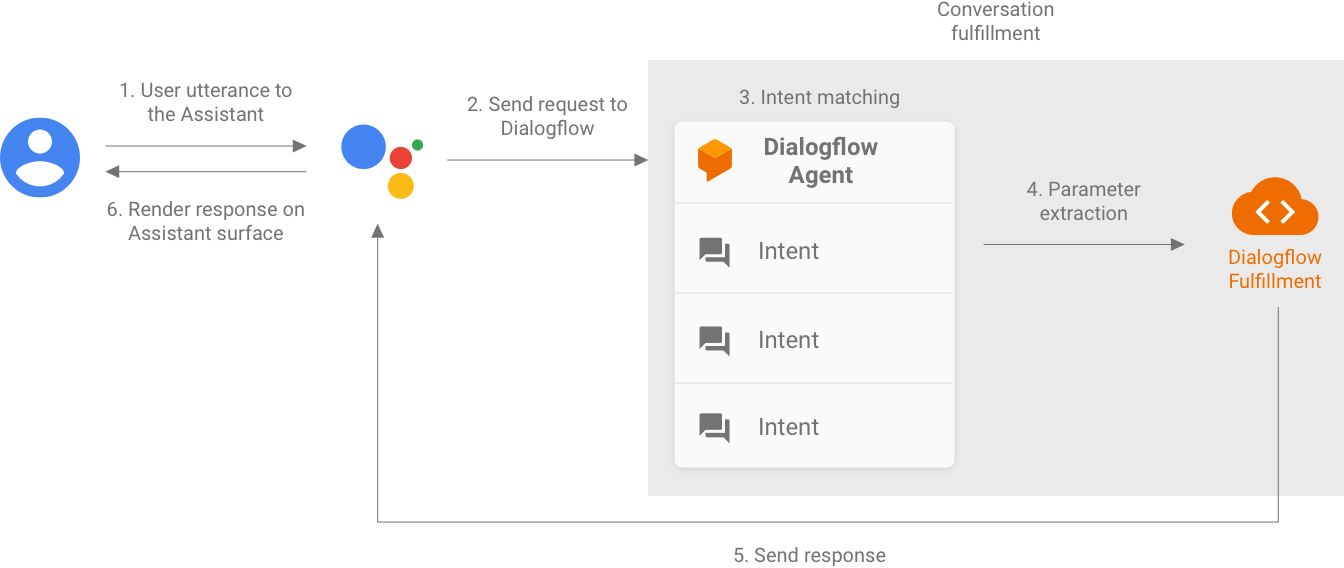 Conversation
fulfillment
1. User utterance to
the Assistant
2. Send request to
Dialogflow
3. Intent matching
Dialogflow
Agent
Intent
Intent
Intent
4. Parameter
extraction
Dialogflow
Fulfillment
6. Render response on
Assistant surface
5. Send response